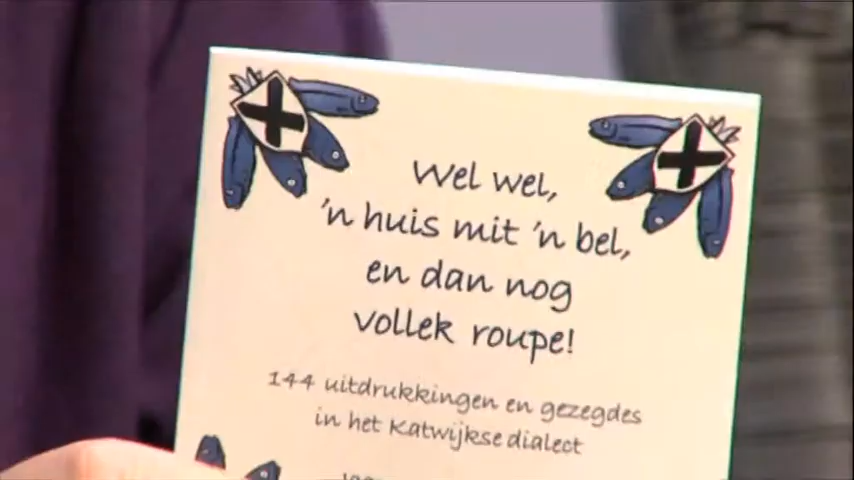 Wel wel,
'n huis mit 'n bel,
en dan nog
vollek roupe!
144 uitdrukkingen en gezegdes
in het Katwijkse dialect